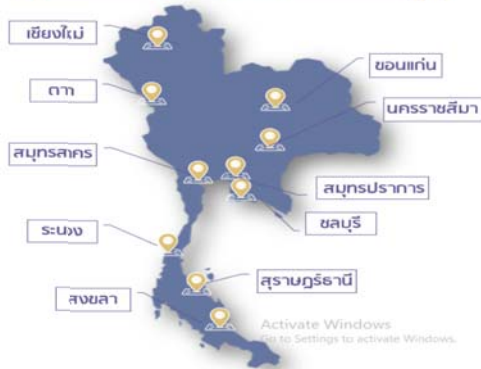 เชียงใหม่
ขอนแก่น
ตาก
นครราชสีมา
สมุทรสาคร
สมุทรปราการ
ชลบุรี
ระนอง
สุราษฎร์ธานี
สงขลา
Activate Windows
Go to Settings to activate Windows.